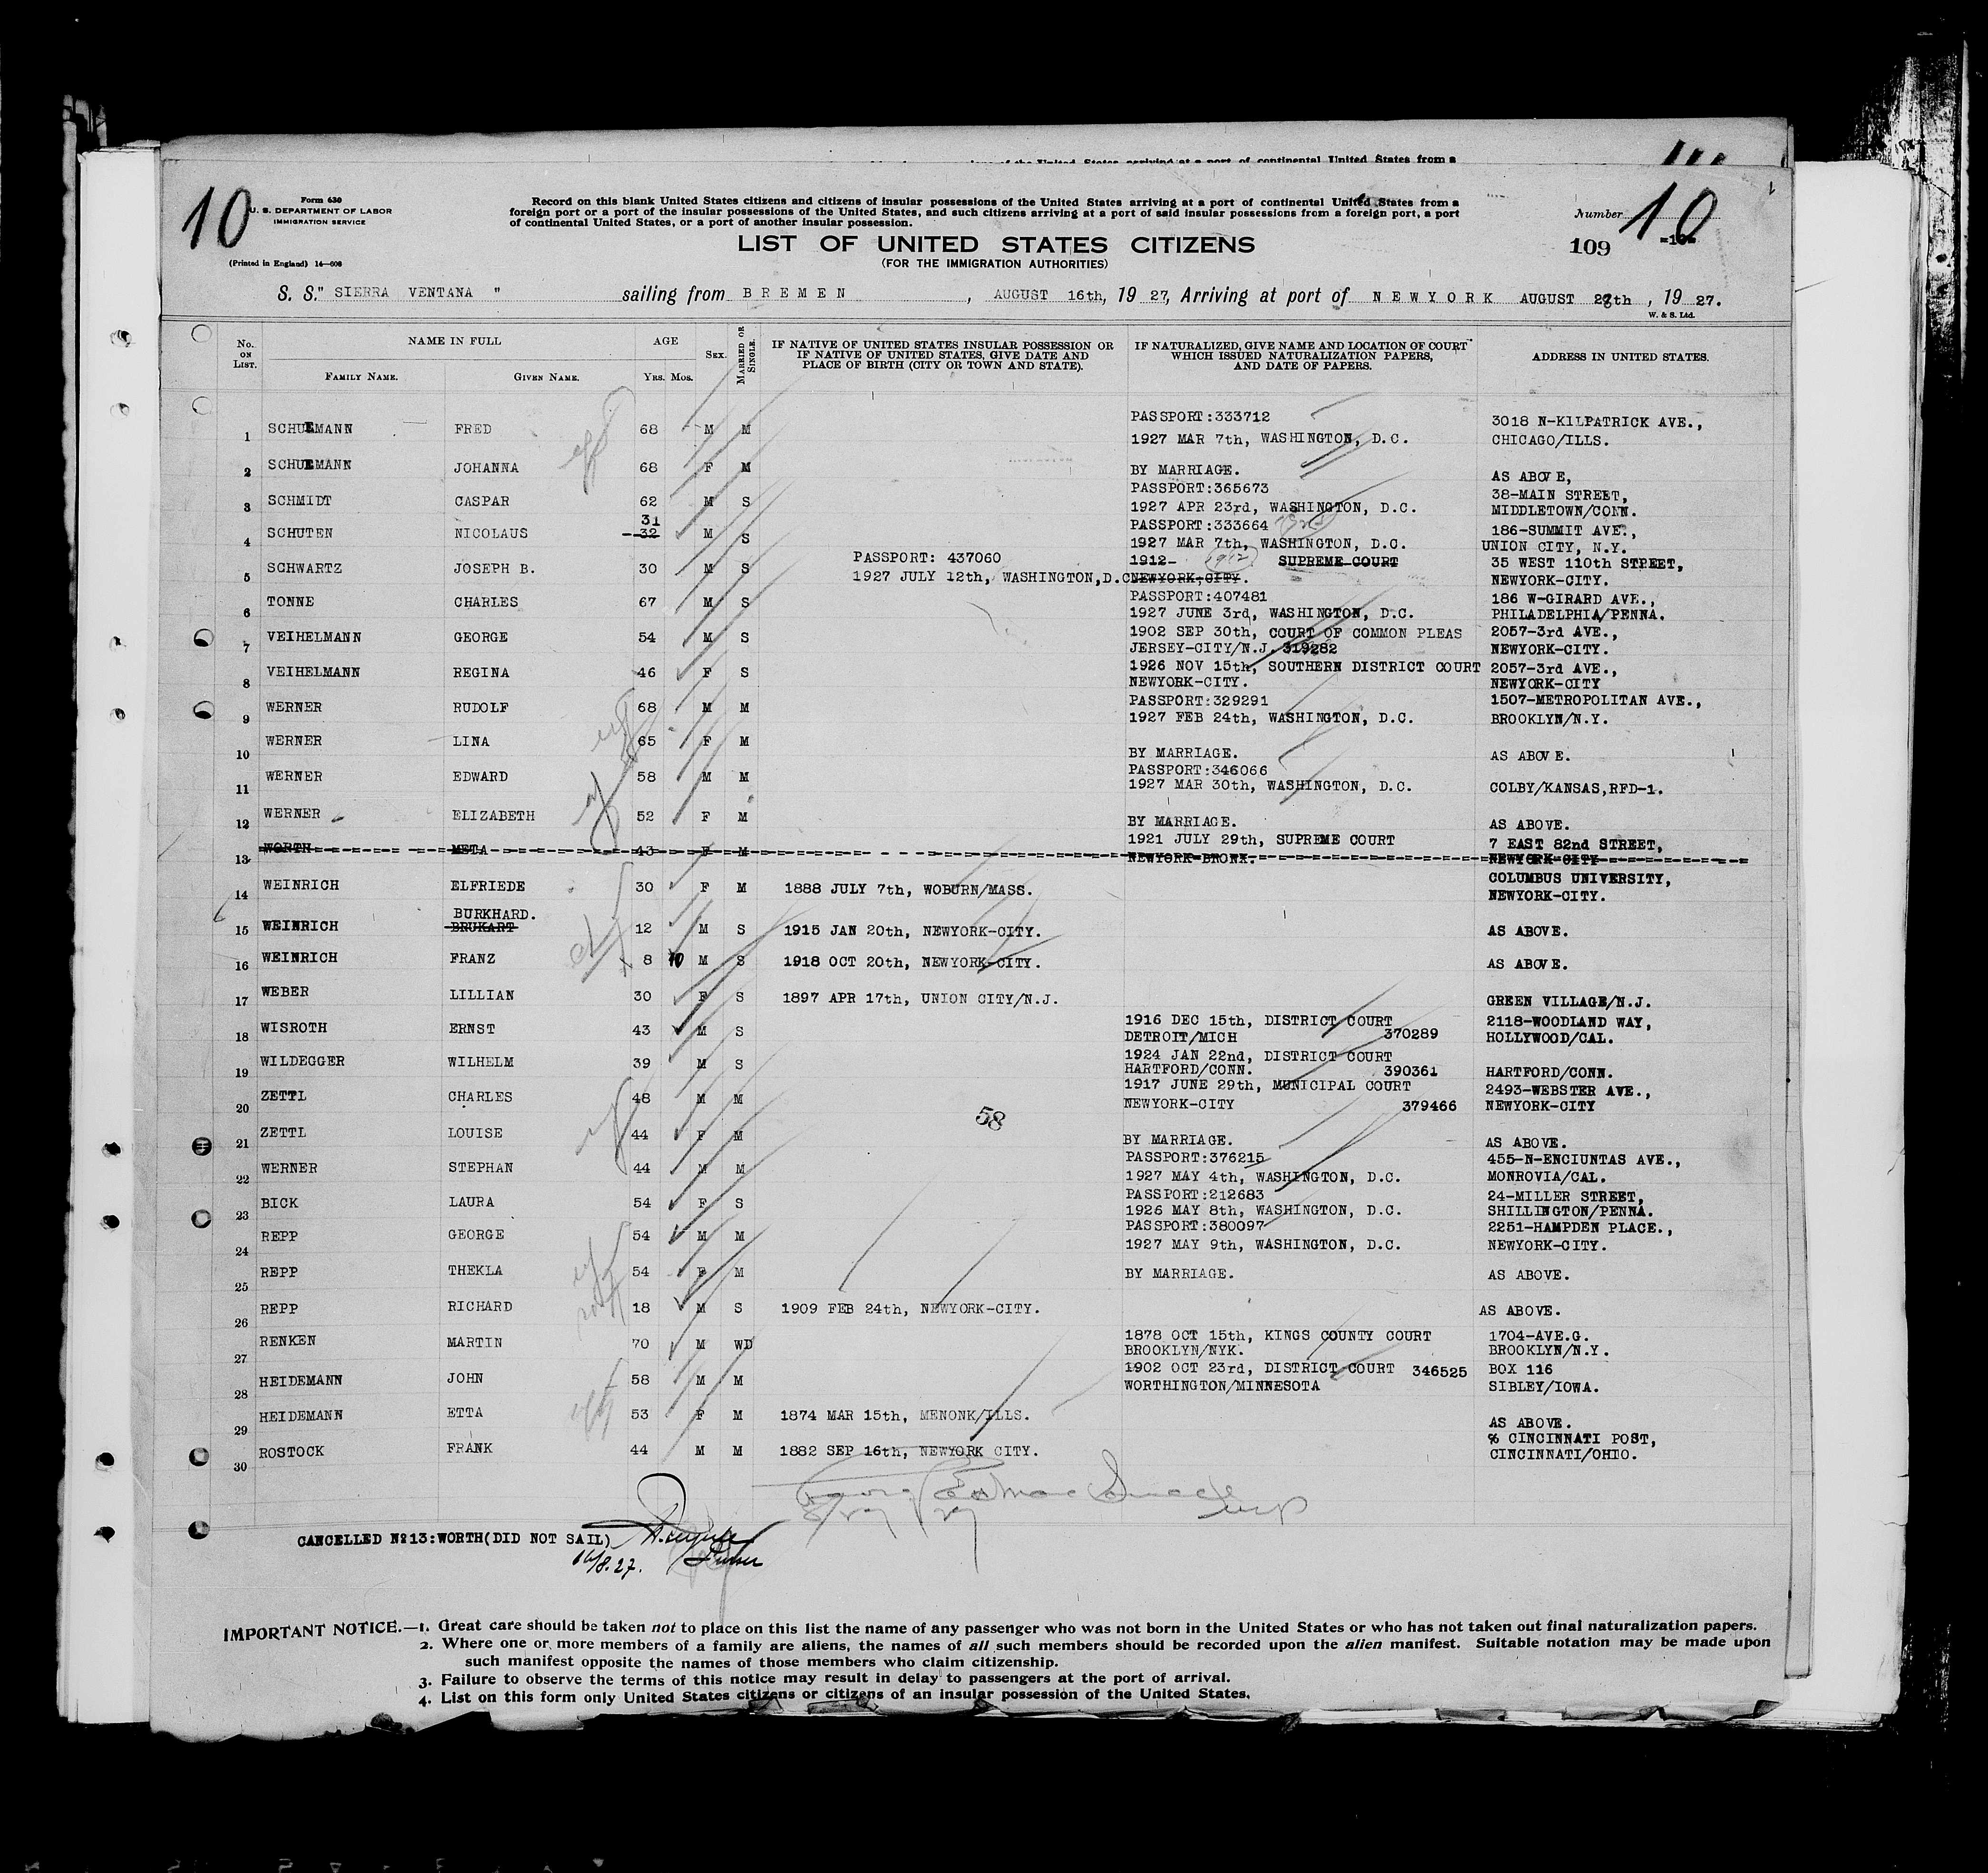 of the United States arriving at a port of continental United States from a
10
Form 630
U. S. DEPARTMENT OF LABOR
IMMIGRATION SERVICE
(Printed in England) 14—608
Record on this blank United States citizens and citizens of insular possessions of the United States arriving at a port of continental United States from a
foreign port or a port of the insular possessions of the United States, and such citizens arriving at a port of said insular possessions from a foreign port, a port
of continental United States, or a port of another insular possession.
Number 10
109 -10-
LIST OF UNITED STATES CITIZENS
(FOR THE IMMIGRATION AUTHORITIES)
S. S. " SIERRA VENTANA " sailing from BREMEN, AUGUST 16th, 1927, Arriving at port of NEWYORK AUGUST 28th, 1927.
W. & S. Ltd.
No. ON LIST. NAME IN FULL AGE SEX. MARRIED OR SINGLE. IF NATIVE OF UNITED STATES INSULAR POSSESSION OR IF NATIVE OF UNITED STATES, GIVE DATE AND PLACE OF BIRTH (CITY OR TOWN AND STATE). IF NATURALIZED, GIVE NAME AND LOCATION OF COURT WHICH ISSUED NATURALIZATION PAPERS, AND DATE OF PAPERS. ADDRESS IN UNITED STATES.
FAMILY NAME. GIVEN NAME. YRS. MOS.
1 SCHUEMANN FRED 68 M M PASSPORT:333712 1927 MAR 7th, WASHINGTON, D.C. 3018 N-KILPATRICK AVE., CHICAGO/ILLS.
2 SCHUEMANN JOHANNA 68 F M BY MARRIAGE. AS ABOVE,
3 SCHMIDT CASPAR 62 M S PASSPORT:365673 1927 APR 23rd, WASHINGTON, D.C. 38-MAIN STREET, MIDDLETOWN/CONN.
4 SCHUTEN NICOLAUS 31 32 M S PASSPORT:333664 1927 MAR 7th, WASHINGTON, D.C. 186-SUMMIT AVE., UNION CITY, N.Y.
5 SCHWARTZ JOSEPH B. 30 M S PASSPORT: 437060 1927 JULY 12th, WASHINGTON,D.C 1912- 1912 SUPREME COURT NEWYORK-CITY. 35 WEST 110th STREET, NEWYORK-CITY.
6 TONNE CHARLES 67 M S PASSPORT:407481 1927 JUNE 3rd, WASHINGTON, D.C. 186 W-GIRARD AVE., PHILADELPHIA/PENNA.
7 VEIHELMANN GEORGE 54 M S 1902 SEP 30th, COURT OF COMMON PLEAS JERSEY-CITY/N.J. 319282 2057-3rd AVE., NEWYORK-CITY.
8 VEIHELMANN REGINA 46 F S 1926 NOV 15th, SOUTHERN DISTRICT COURT NEWYORK-CITY. 2057-3rd AVE., NEWYORK-CITY
9 WERNER RUDOLF 68 M M PASSPORT:329291 1927 FEB 24th, WASHINGTON, D.C. 1507-METROPOLITAN AVE., BROOKLYN/N.Y.
10 WERNER LINA 65 F M BY MARRIAGE. AS ABOVE.
11 WERNER EDWARD 58 M M PASSPORT:346066 1927 MAR 30th, WASHINGTON, D.C. COLBY/KANSAS,RFD-1.
12 WERNER ELIZABETH 52 F M BY MARRIAGE. AS ABOVE.
13 WORTH META 43 F M 1921 JULY 29th, SUPREME COURT NEWYORK-BRONX. 7 EAST 82nd STREET, NEWYORK-CITY
14 WEINRICH ELFRIEDE 30 F M 1888 JULY 7th, WOBURN/MASS. COLUMBUS UNIVERSITY, NEWYORK-CITY.
15 WEINRICH BURKHARD. BRUKART 12 M S 1915 JAN 20th, NEWYORK-CITY. AS ABOVE.
16 WEINRICH FRANZ 8 10 M S 1918 OCT 20th, NEWYORK-CITY. AS ABOVE.
17 WEBER LILLIAN 30 F S 1897 APR 17th, UNION CITY/N.J. GREEN VILLAGE/N.J.
18 WISROTH ERNST 43 M S 1916 DEC 15th, DISTRICT COURT DETROIT/MICH 370289 2118-WOODLAND WAY, HOLLYWOOD/CAL.
19 WILDEGGER WILHELM 39 M S 1924 JAN 22nd, DISTRICT COURT HARTFORD/CONN. 390361 HARTFORD/CONN.
20 ZETTL CHARLES 48 M M 1917 JUNE 29th, MUNICIPAL COURT NEWYORK-CITY 379466 2493-WEBSTER AVE., NEWYORK-CITY
58
21 ZETTL LOUISE 44 F M BY MARRIAGE. AS ABOVE.
22 WERNER STEPHAN 44 M M PASSPORT:376215 1927 MAY 4th, WASHINGTON, D.C. 455-N-ENCIUNTAS AVE., MONROVIA/CAL.
23 BICK LAURA 54 F S PASSPORT:212683 1926 MAY 8th, WASHINGTON, D.C. 24-MILLER STREET, SHILLINGTON/PENNA.
24 REPP GEORGE 54 M M PASSPORT:380097 1927 MAY 9th, WASHINGTON, D.C. 2251-HAMPDEN PLACE., NEWYORK-CITY.
25 REPP THEKLA 54 F M BY MARRIAGE. AS ABOVE.
26 REPP RICHARD 18 M S 1909 FEB 24th, NEWYORK-CITY. AS ABOVE.
27 RENKEN MARTIN 70 M WD 1878 OCT 15th, KINGS COUNTY COURT BROOKLYN/NYK. 1704-AVE.G. BROOKLYN/N.Y.
28 HEIDEMANN JOHN 58 M M 1902 OCT 23rd, DISTRICT COURT 346525 WORTHINGTON/MINNESOTA BOX 116 SIBLEY/IOWA.
29 HEIDEMANN ETTA 53 F M 1874 MAR 15th, MENONK/ILLS. AS ABOVE.
30 ROSTOCK FRANK 44 M M 1882 SEP 16th, NEWYORK CITY. % CINCINNATI POST, CINCINNATI/OHIO.
CANCELLED No13:WORTH(DID NOT SAIL)
16/8.27.
IMPORTANT NOTICE.—1. Great care should be taken not to place on this list the name of any passenger who was not born in the United States or who has not taken out final naturalization papers.
2. Where one or more members of a family are aliens, the names of all such members should be recorded upon the alien manifest. Suitable notation may be made upon
such manifest opposite the names of those members who claim citizenship.
3. Failure to observe the terms of this notice may result in delay to passengers at the port of arrival.
4. List on this form only United States citizens or citizens of an insular possession of the United States.